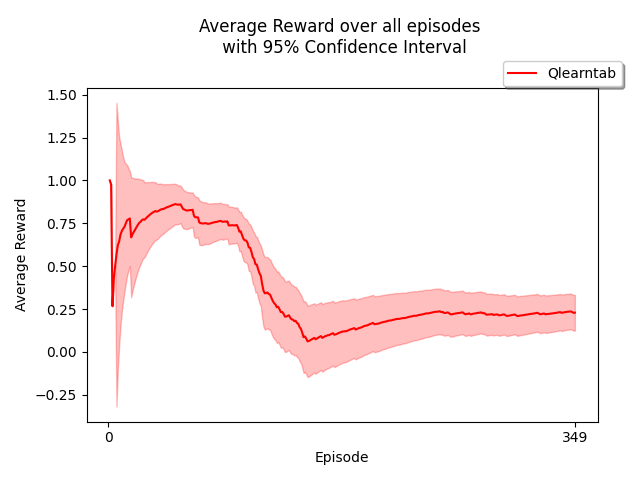 Average Reward over all episodes
with 95% Confidence Interval
Qlearntab
1.50
1.25
1.00
0.75
0.50
0.25
0.00
−0.25
Average Reward
0
349
Episode